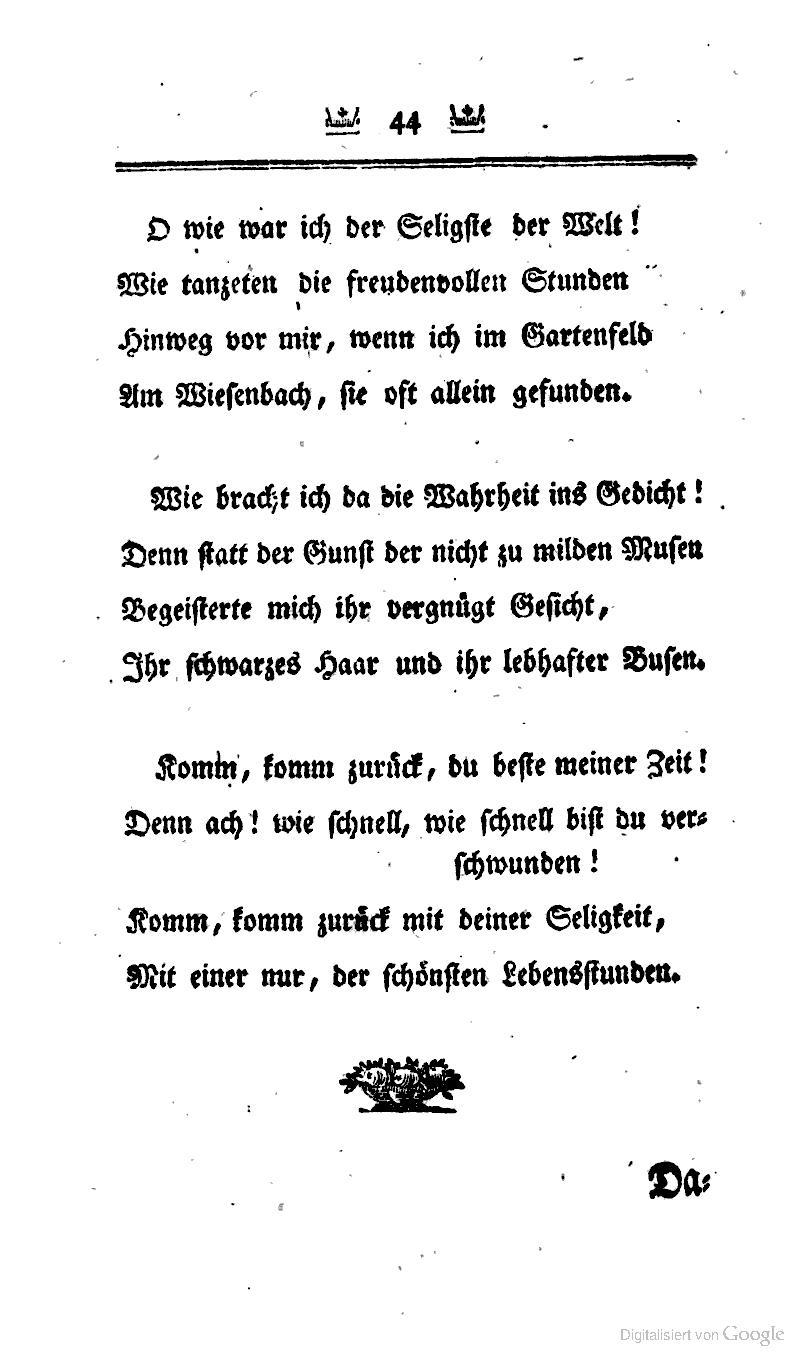 44
O wie war ich der Seligste der Welt!
Wie tanzeten die freudenvollen Stunden
Hinweg vor mir, wenn ich im Gartenfeld
Am Wiesenbach, sie oft allein gefunden.
Wie bracht ich da die Wahrheit ins Gedicht!
Denn statt der Gunst der nicht zu milden Musen
Begeisterte mich ihr vergnügt Gesicht,
Ihr schwarzes Haar und ihr lebhafter Busen.
Komm, komm zurück, du beste meiner Zeit!
Denn ach! wie schnell, wie schnell bist du ver-
schwunden!
Komm, komm zurück mit deiner Seligkeit,
Mit einer nur, der schönsten Lebensstunden.
Da-
Digitalisiert von Google